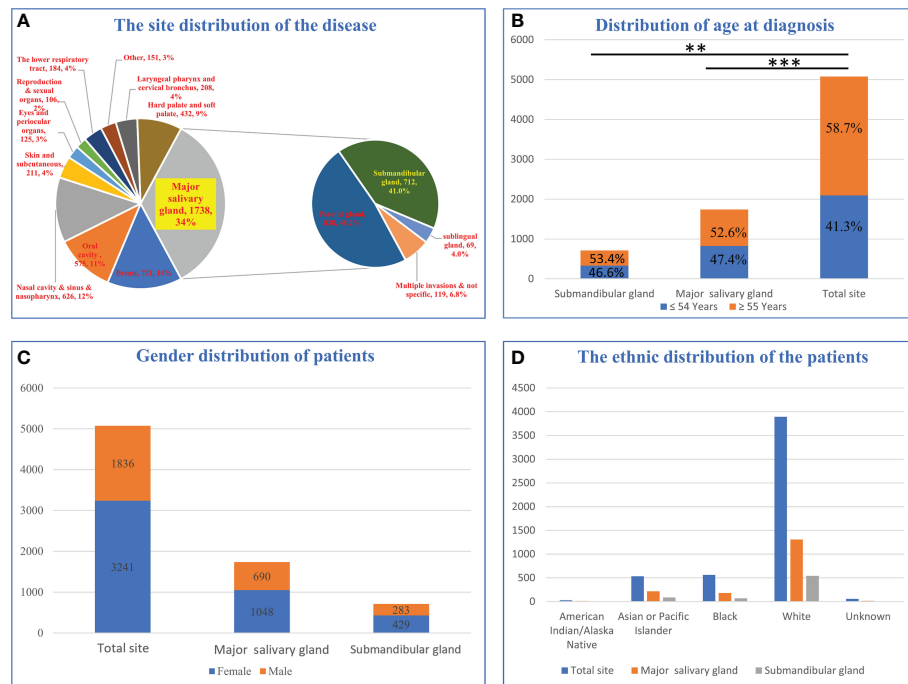 A
The site distribution of the disease
Other, 151, 3%
The lower respiratory
tract, 184, 4%
Laryngeal pharynx and
cervical bronchus, 208,
4%
Reproduction
& sexual
organs, 106,
2%
Hard palate and soft
palate, 432, 9%
Eyes and
periocular
organs,
125, 3%
Skin and
subcutaneous,
211, 4%
Major
salivary
gland, 1738,
34%
Oral
cavity ,
575, 11%
Nasal cavity & sinus &
nasopharynx, 626, 12%
Submandibular
gland, 712,
41.0%
sublingual
gland, 69,
4.0%
Multiple invasions & not
specific, 119, 6.8%
B
Distribution of age at diagnosis
6000
5000
4000
3000
2000
1000
0
**
***
53.4%
46.6%
52.6%
47.4%
58.7%
41.3%
Submandibular gland
Major salivary gland
Total site
≤ 54 Years
≥ 55 Years
C
Gender distribution of patients
6000
5000
4000
3000
2000
1000
0
1836
3241
690
1048
283
429
Total site
Major salivary gland
Submandibular gland
Female
Male
D
The ethnic distribution of the patients
4500
4000
3500
3000
2500
2000
1500
1000
500
0
American
Indian/Alaska
Native
Asian or Pacific
Islander
Black
White
Unknown
Total site
Major salivary gland
Submandibular gland